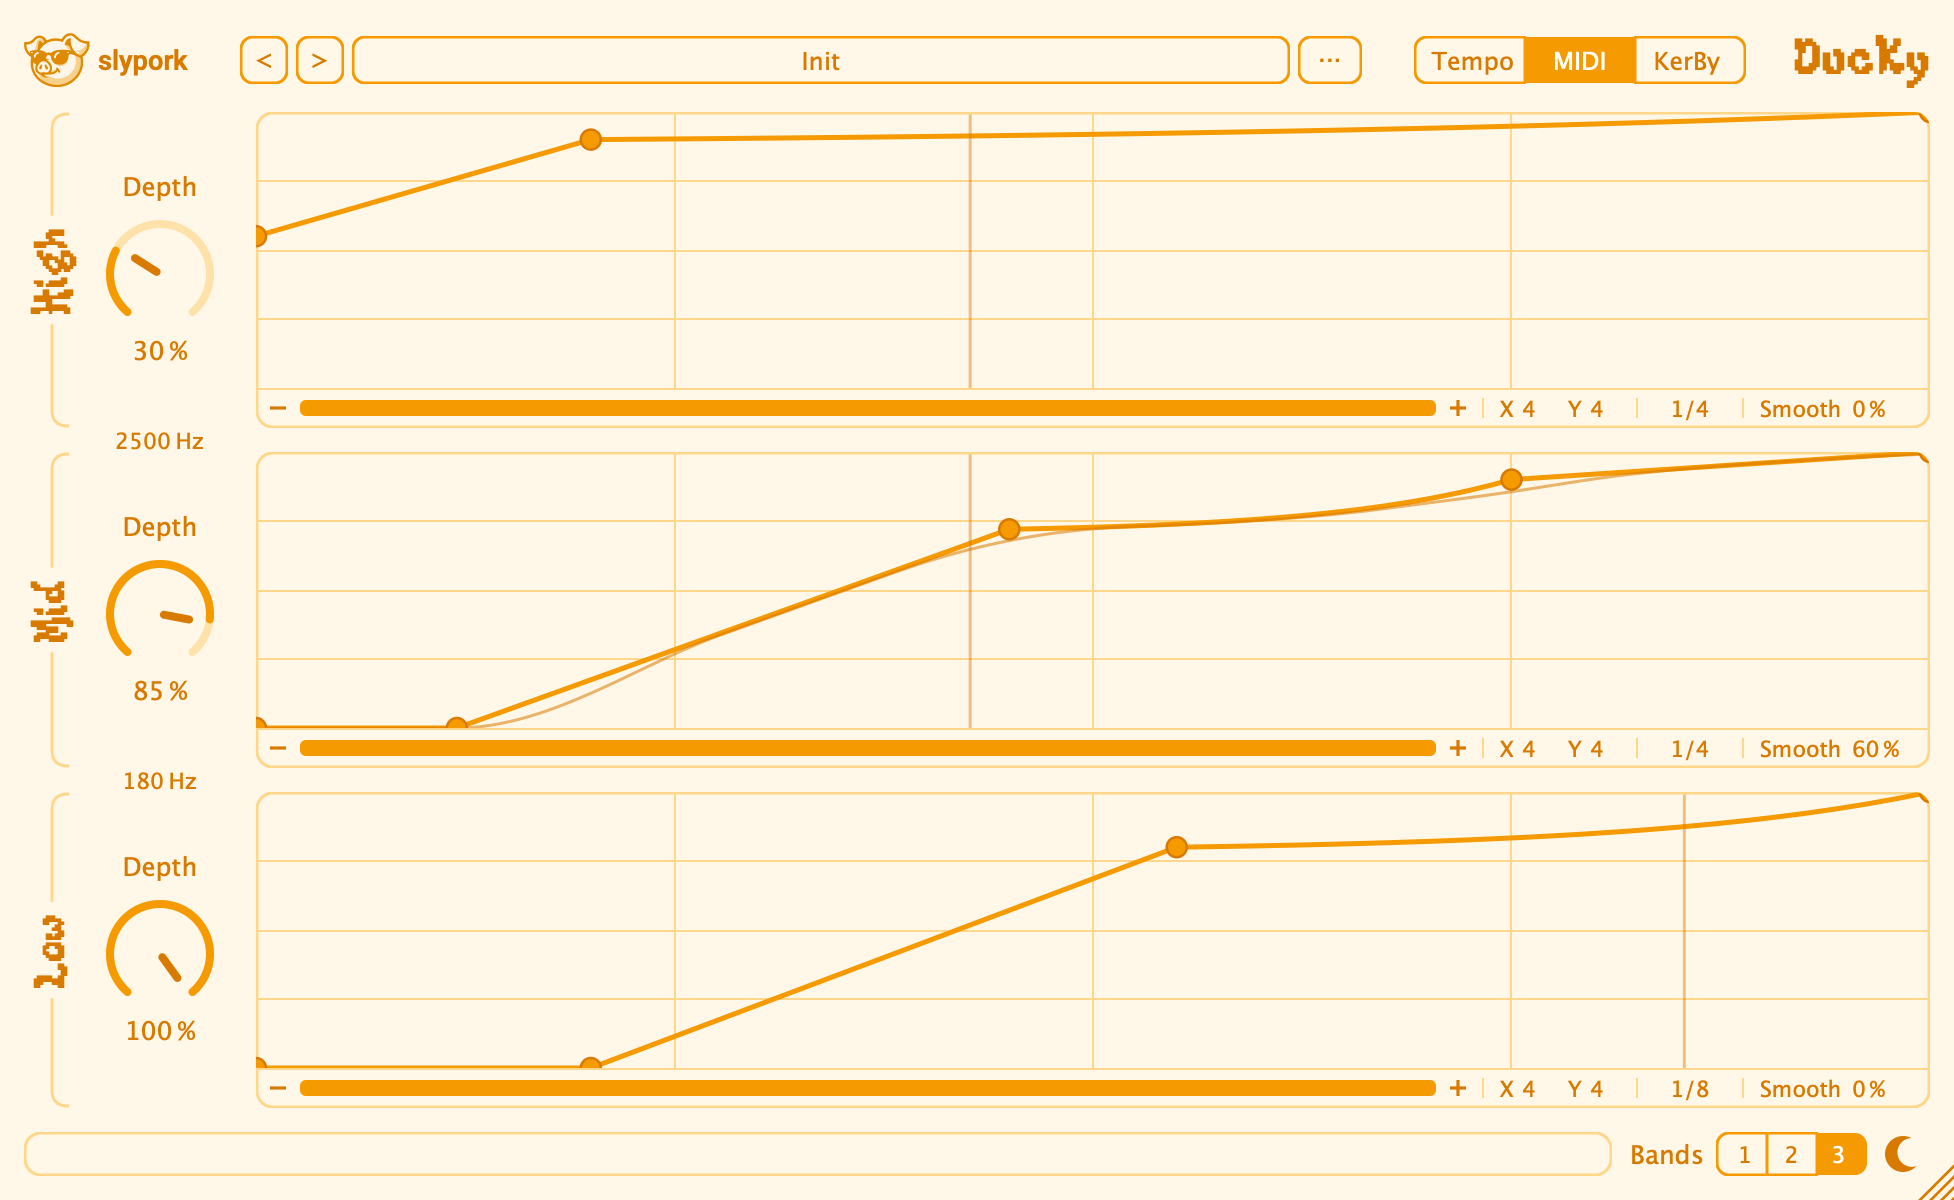 slypork < > Init ... Tempo MIDI KerBy Ducky
High
Depth
30 %
− + X 4 Y 4 1/4 Smooth 0 %
2500 Hz
Mid
Depth
85 %
− + X 4 Y 4 1/4 Smooth 60 %
180 Hz
Low
Depth
100 %
− + X 4 Y 4 1/8 Smooth 0 %
Bands 1 2 3